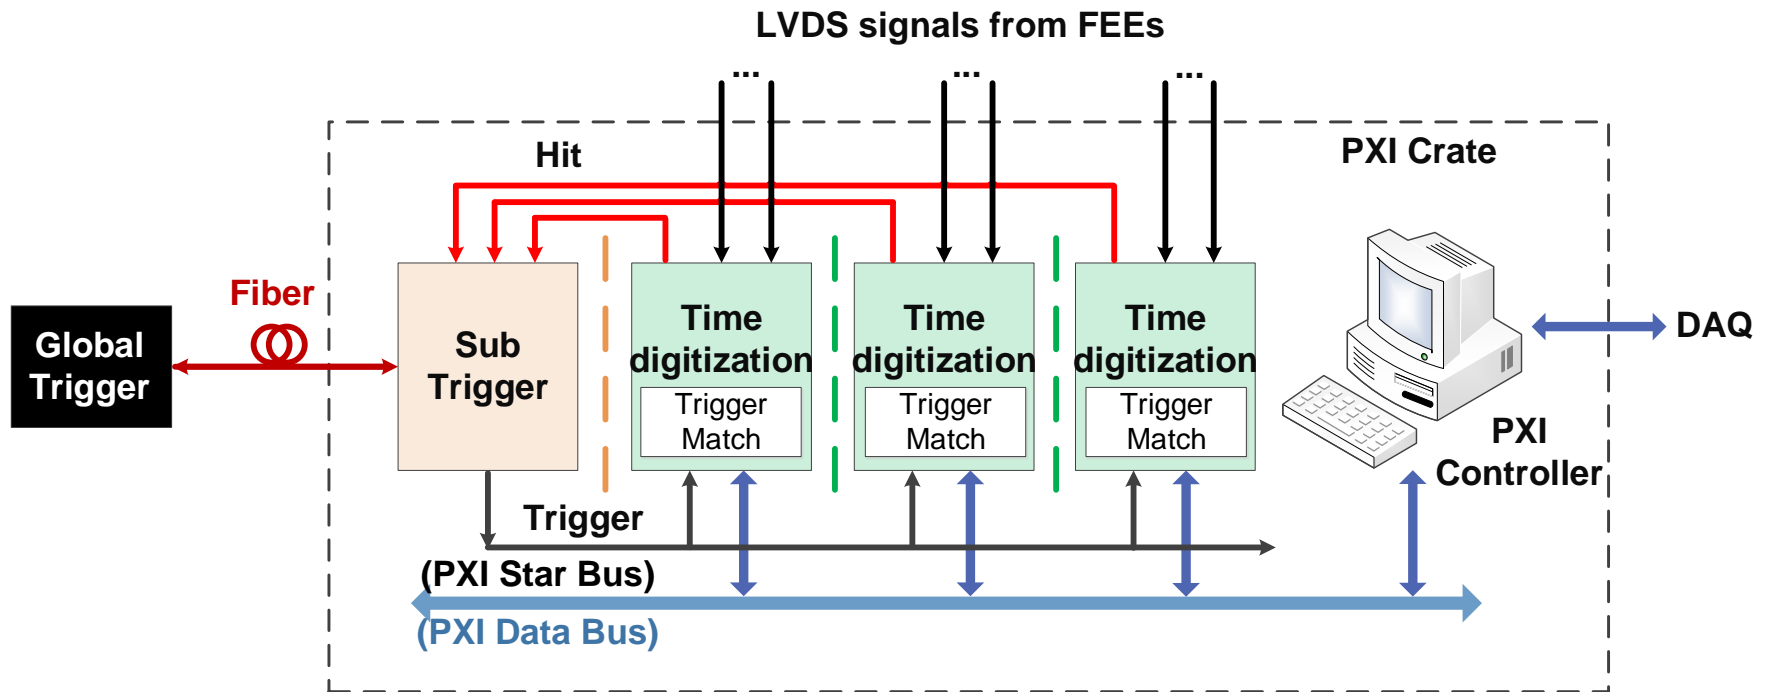 LVDS signals from FEEs
... ... ...
Hit
PXI Crate
Fiber
Global
Trigger
Sub
Trigger
Time
digitization
Trigger
Match
Time
digitization
Trigger
Match
Time
digitization
Trigger
Match
DAQ
PXI
Controller
Trigger
(PXI Star Bus)
(PXI Data Bus)